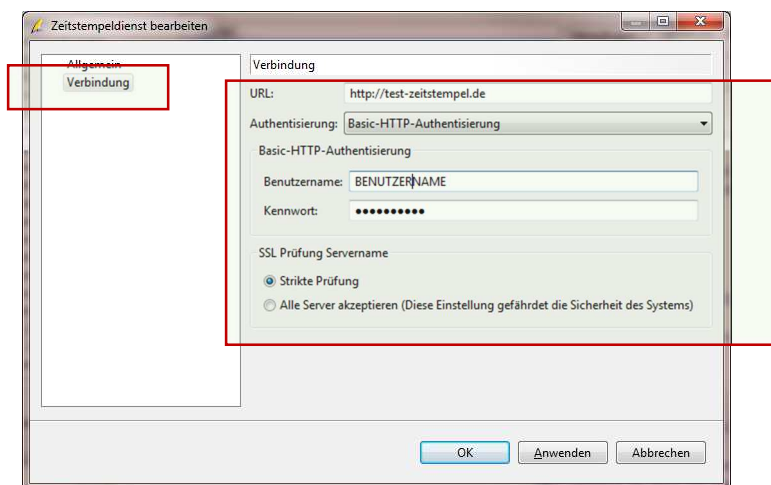 Zeitstempeldienst bearbeiten
Allgemein
Verbindung
Verbindung
URL: http://test-zeitstempel.de
Authentisierung: Basic-HTTP-Authentisierung
Basic-HTTP-Authentisierung
Benutzername: BENUTZERNAME
Kennwort: ●●●●●●●●●●
SSL Prüfung Servername
Strikte Prüfung
Alle Server akzeptieren (Diese Einstellung gefährdet die Sicherheit des Systems)
OK Anwenden Abbrechen